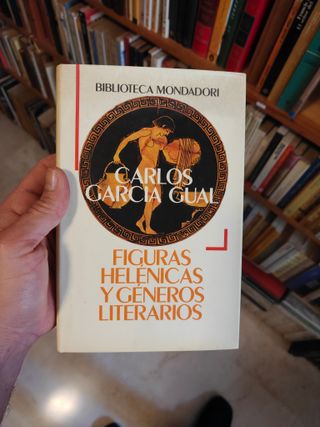 BIBLIOTECA MONDADORI
CARLOS
GARCÍA GUAL
FIGURAS
HELÉNICAS
Y GÉNEROS
LITERARIOS